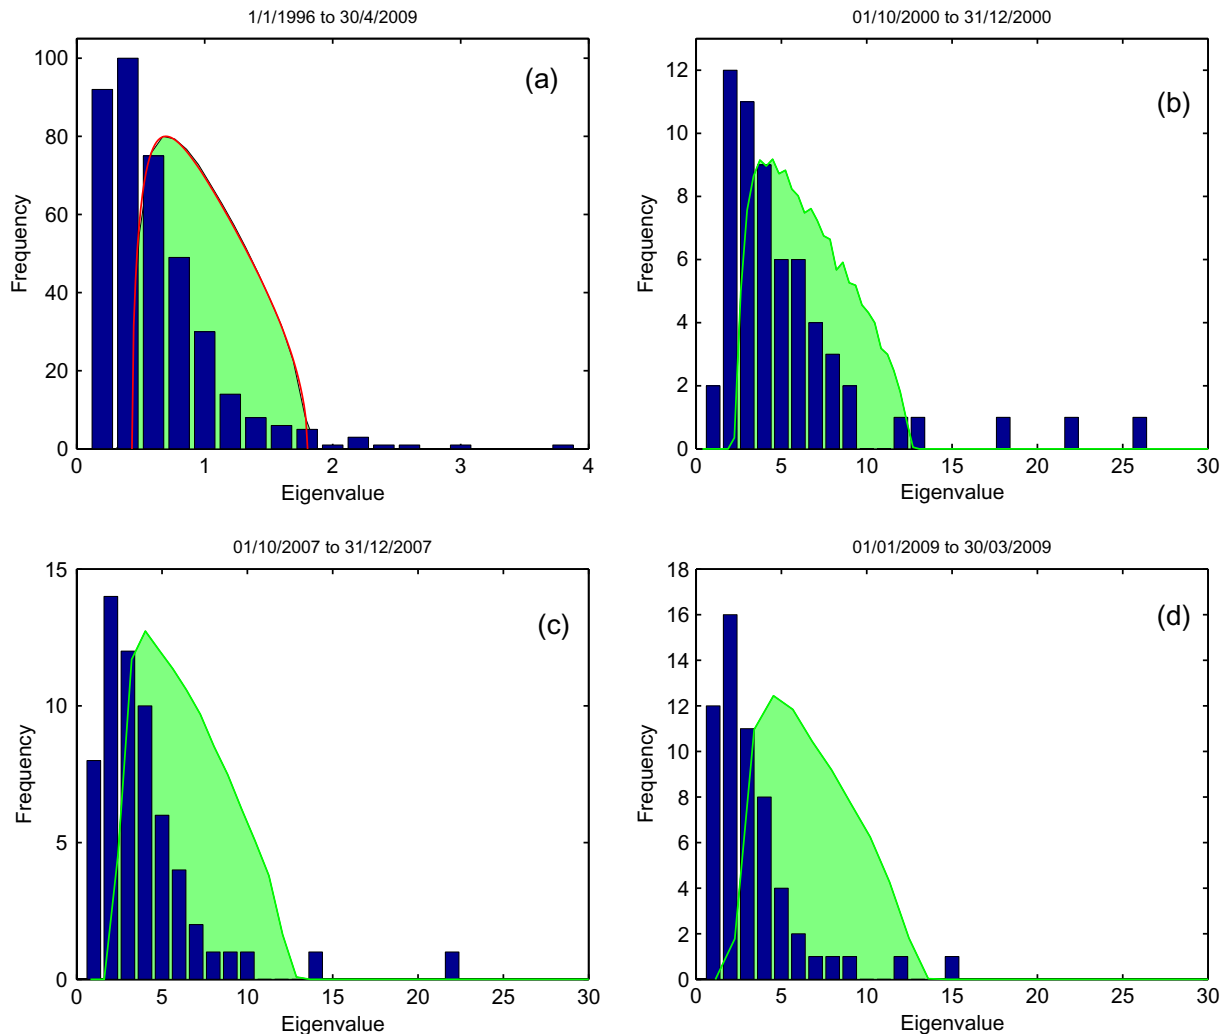 1/1/1996 to 30/4/2009
100
80
60
40
20
0
Frequency
(a)
0 1 2 3 4
Eigenvalue
01/10/2000 to 31/12/2000
12
10
8
6
4
2
0
Frequency
(b)
0 5 10 15 20 25 30
Eigenvalue
01/10/2007 to 31/12/2007
15
10
5
0
Frequency
(c)
0 5 10 15 20 25 30
Eigenvalue
01/01/2009 to 30/03/2009
18
16
14
12
10
8
6
4
2
0
Frequency
(d)
0 5 10 15 20 25 30
Eigenvalue